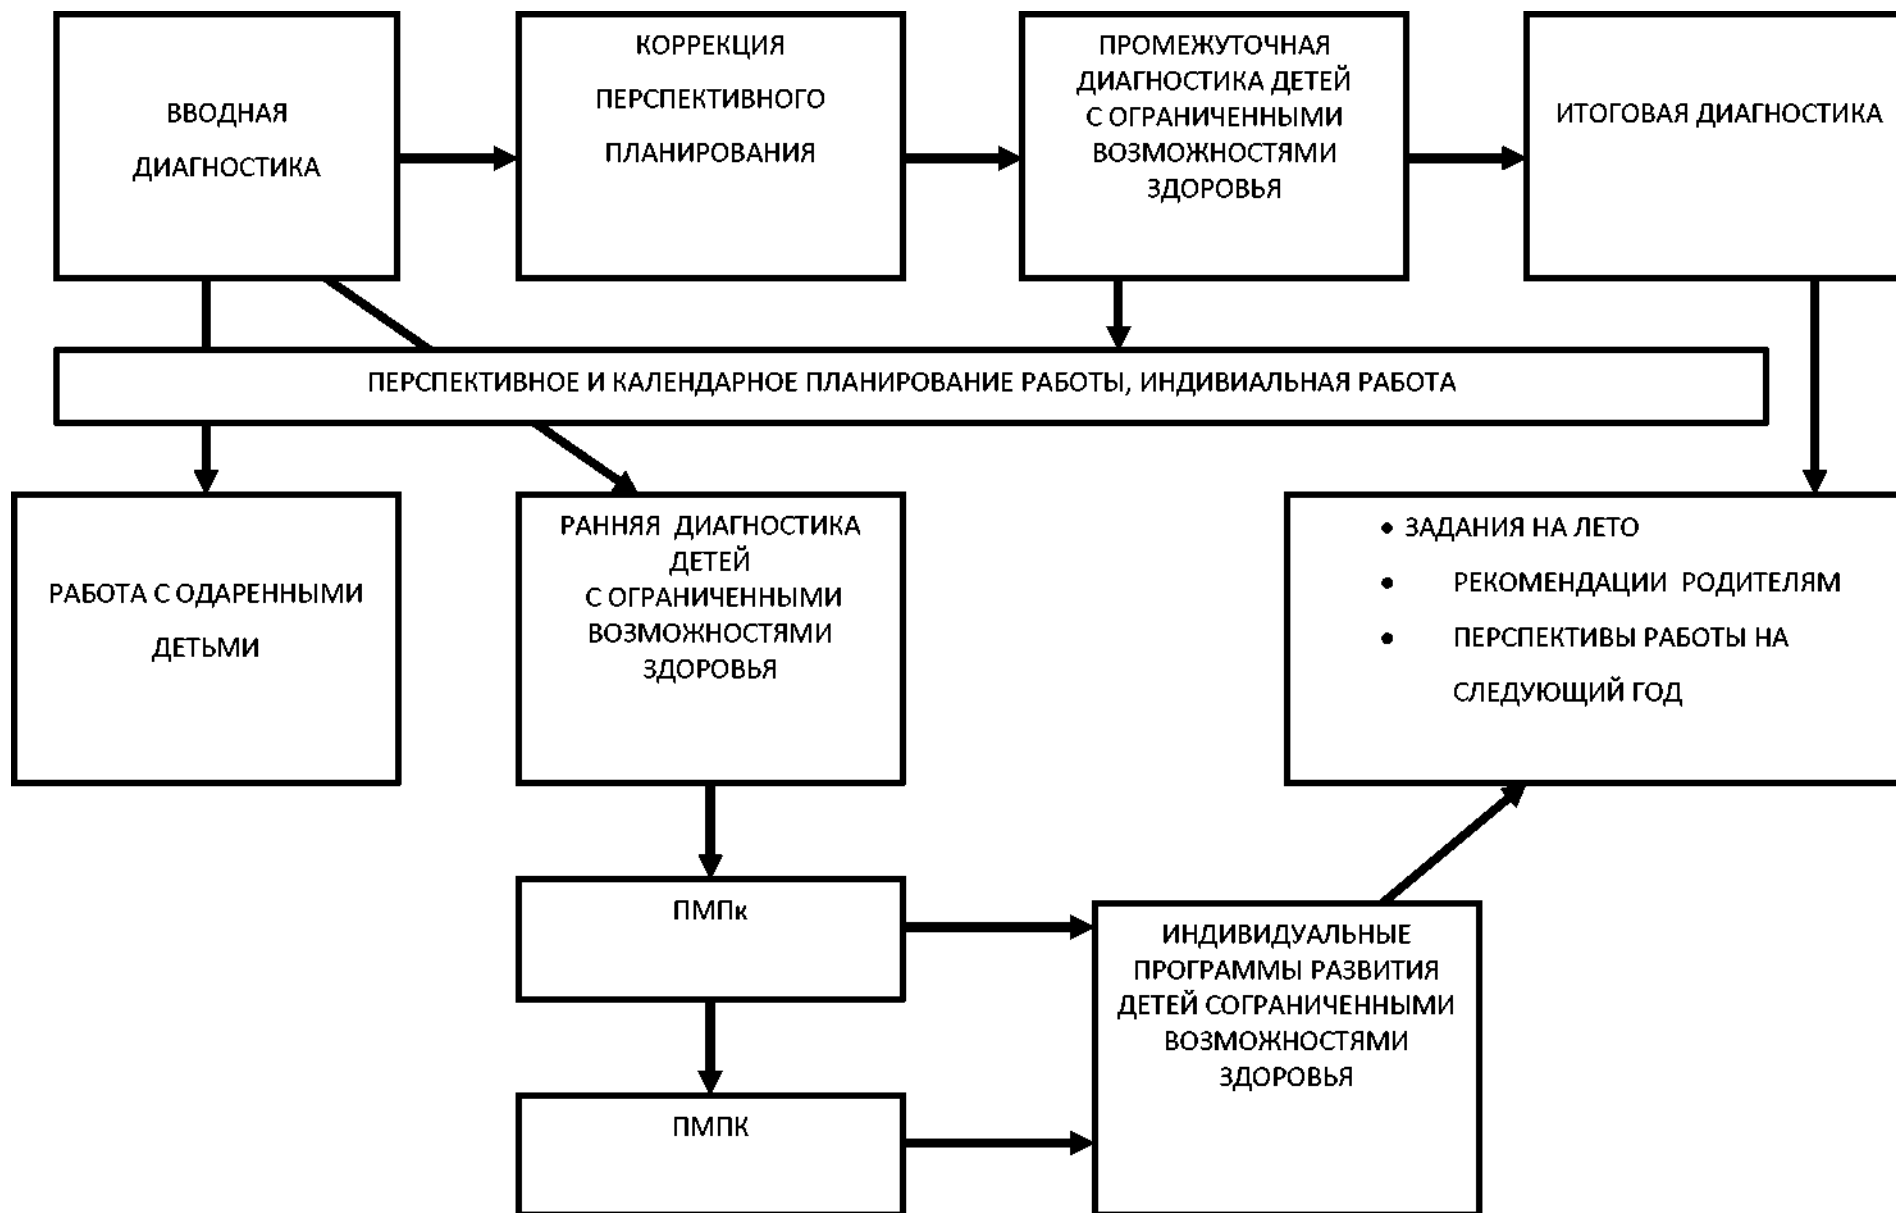 ВВОДНАЯ
ДИАГНОСТИКА
КОРРЕКЦИЯ
ПЕРСПЕКТИВНОГО
ПЛАНИРОВАНИЯ
ПРОМЕЖУТОЧНАЯ
ДИАГНОСТИКА ДЕТЕЙ
С ОГРАНИЧЕННЫМИ
ВОЗМОЖНОСТЯМИ
ЗДОРОВЬЯ
ИТОГОВАЯ ДИАГНОСТИКА
ПЕРСПЕКТИВНОЕ И КАЛЕНДАРНОЕ ПЛАНИРОВАНИЕ РАБОТЫ, ИНДИВИАЛЬНАЯ РАБОТА
РАБОТА С ОДАРЕННЫМИ
ДЕТЬМИ
РАННЯЯ ДИАГНОСТИКА
ДЕТЕЙ
С ОГРАНИЧЕННЫМИ
ВОЗМОЖНОСТЯМИ
ЗДОРОВЬЯ
• ЗАДАНИЯ НА ЛЕТО
• РЕКОМЕНДАЦИИ РОДИТЕЛЯМ
• ПЕРСПЕКТИВЫ РАБОТЫ НА
СЛЕДУЮЩИЙ ГОД
ПМПк
ИНДИВИДУАЛЬНЫЕ
ПРОГРАММЫ РАЗВИТИЯ
ДЕТЕЙ СОГРАНИЧЕННЫМИ
ВОЗМОЖНОСТЯМИ
ЗДОРОВЬЯ
ПМПК